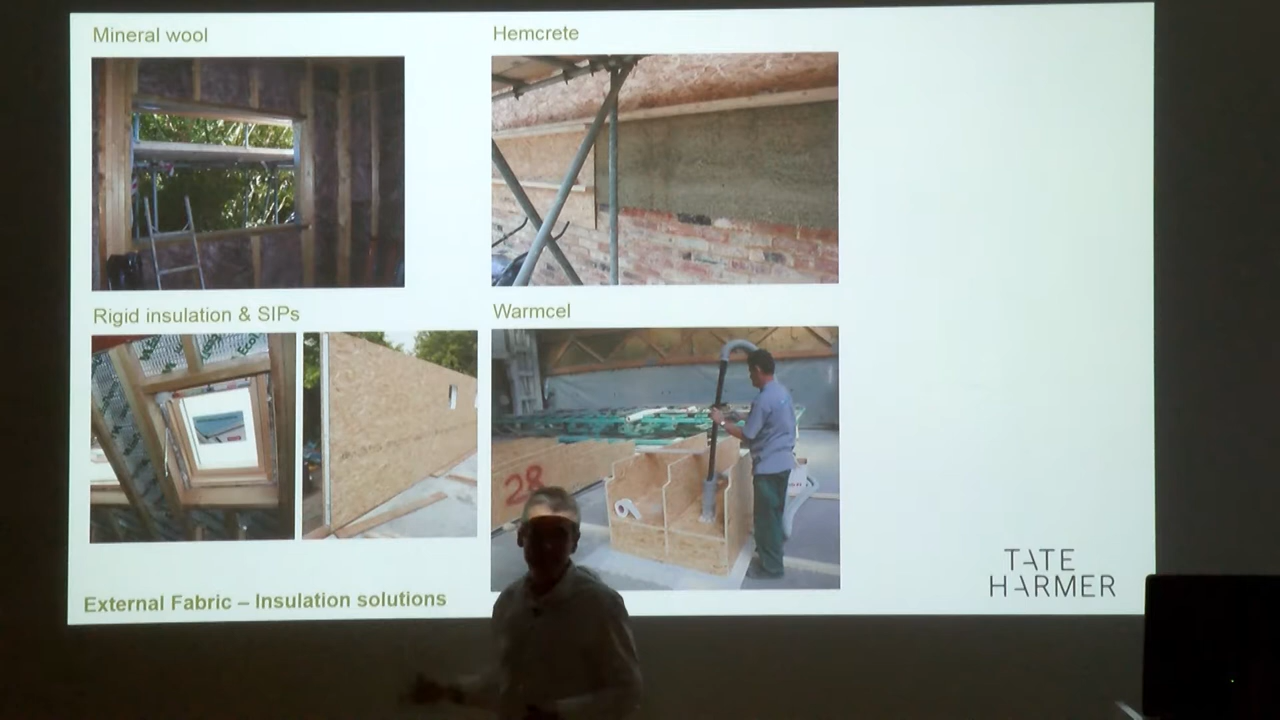 Mineral wool
Hemcrete
Rigid insulation & SIPs
Warmcel
28
External Fabric – Insulation solutions
TATE
HARMER